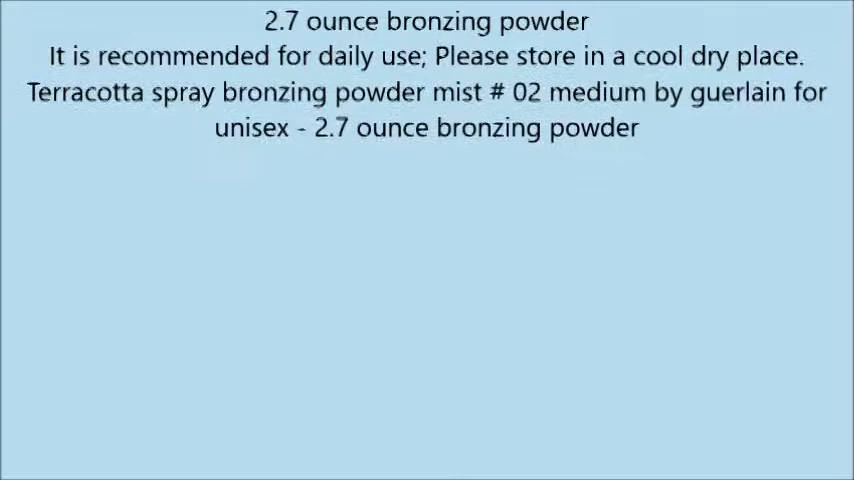 2.7 ounce bronzing powder
It is recommended for daily use; Please store in a cool dry place.
Terracotta spray bronzing powder mist # 02 medium by guerlain for
unisex - 2.7 ounce bronzing powder